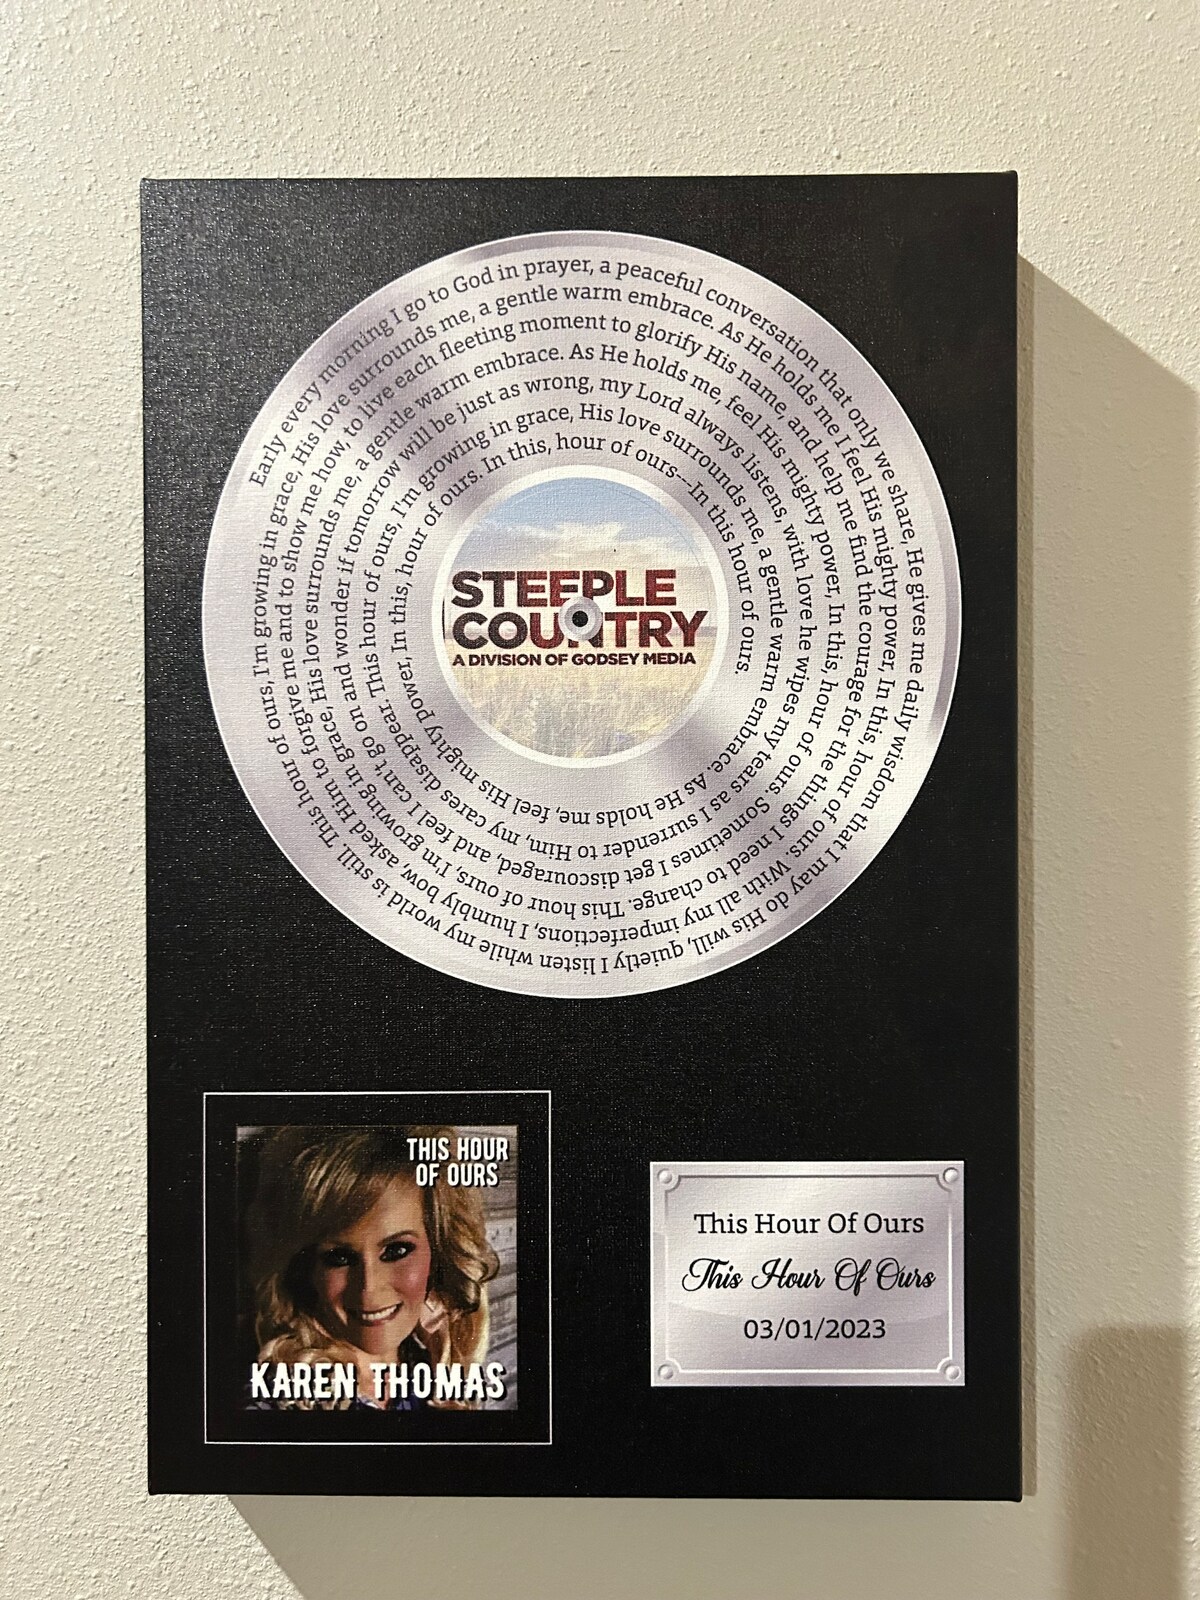 Early every morning I go to God in prayer, a peaceful conversation that only we share, He gives me daily wisdom that I may do His will, quietly I listen while my world is still. This hour of ours, I'm growing in grace, His love surrounds me, a gentle warm embrace. As He holds me I feel His mighty power, In this, hour of ours. With all my imperfections, I humbly bow, asked Him to forgive me and to show me how, to live each fleeting moment to glorify His name, and help me find the courage for the things I need to change. This hour of ours, I'm growing in grace, His love surrounds me, a gentle warm embrace. As He holds me, feel His mighty power, In this, hour of ours. Sometimes I get discouraged, and feel I can't go on and wonder if tomorrow will be just as wrong, my Lord always listens, with love he wipes my tears as I surrender to Him, my cares disappear. This hour of ours, I'm growing in grace, His love surrounds me, a gentle warm embrace. As He holds me, feel His mighty power, In this, hour of ours. In this, hour of ours---In this hour of ours.
STEEPLE
COUNTRY
A DIVISION OF GODSEY MEDIA
THIS HOUR
OF OURS
KAREN THOMAS
This Hour Of Ours
This Hour Of Ours
03/01/2023